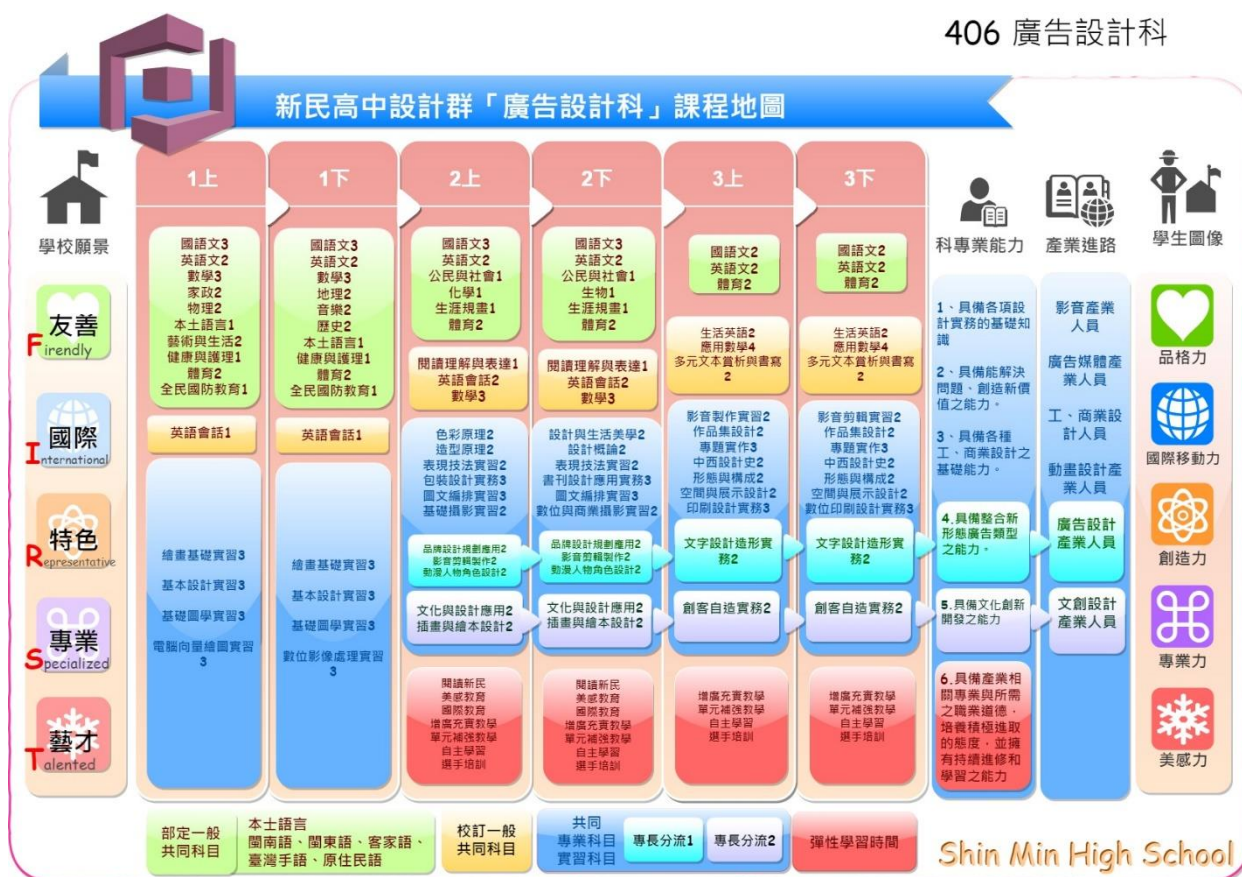 406 廣告設計科
新民高中設計群「廣告設計科」課程地圖
學校願景
友善
Firendly
國際
International
特色
Representative
專業
Specialized
藝才
Talented
1上
國語文3
英語文2
數學3
家政2
物理2
本土語言1
藝術與生活2
健康與護理1
體育2
全民國防教育1
英語會話1
繪畫基礎實習3
基本設計實習3
基礎圖學實習3
電腦向量繪圖實習
3
1下
國語文3
英語文2
數學3
地理2
音樂2
歷史2
本土語言1
健康與護理1
體育2
全民國防教育1
英語會話1
繪畫基礎實習3
基本設計實習3
基礎圖學實習3
數位影像處理實習
3
2上
國語文3
英語文2
公民與社會1
化學1
生涯規畫1
體育2
閱讀理解與表達1
英語會話2
數學3
色彩原理2
造型原理2
表現技法實習2
包裝設計實務3
圖文編排實習3
基礎攝影實習2
品牌設計規劃應用2
影音剪輯製作2
動漫人物角色設計2
文化與設計應用2
插畫與繪本設計2
閱讀新民
美感教育
國際教育
增廣充實教學
單元補強教學
自主學習
選手培訓
2下
國語文3
英語文2
公民與社會1
生物1
生涯規畫1
體育2
閱讀理解與表達1
英語會話2
數學3
設計與生活美學2
設計概論2
表現技法實習2
書刊設計應用實務3
圖文編排實習3
數位與商業攝影實習2
品牌設計規劃應用2
影音剪輯製作2
動漫人物角色設計2
文化與設計應用2
插畫與繪本設計2
閱讀新民
美感教育
國際教育
增廣充實教學
單元補強教學
自主學習
選手培訓
3上
國語文2
英語文2
體育2
生活英語2
應用數學4
多元文本賞析與書寫
2
影音製作實習2
作品集設計2
專題實作3
中西設計史2
形態與構成2
空間與展示設計2
印刷設計實務3
文字設計造形實
務2
創客自造實務2
增廣充實教學
單元補強教學
自主學習
選手培訓
3下
國語文2
英語文2
體育2
生活英語2
應用數學4
多元文本賞析與書寫
2
影音剪輯實習2
作品集設計2
專題實作3
中西設計史2
形態與構成2
空間與展示設計2
數位印刷設計實務3
文字設計造形實
務2
創客自造實務2
增廣充實教學
單元補強教學
自主學習
選手培訓
科專業能力
1、具備各項設
計實務的基礎知
識
2、具備能解決
問題、創造新價
值之能力。
3、具備各種
工、商業設計之
基礎能力。
4.具備整合新
形態廣告類型
之能力。
5.具備文化創新
開發之能力
6.具備產業相
關專業與所需
之職業道德，
培養積極進取
的態度，並擁
有持續進修和
學習之能力
產業進路
影音產業
人員
廣告媒體產
業人員
工、商業設
計人員
動畫設計產
業人員
廣告設計
產業人員
文創設計
產業人員
學生圖像
品格力
國際移動力
創造力
專業力
美感力
部定一般
共同科目
本土語言
閩南語、閩東語、客家語、
臺灣手語、原住民語
校訂一般
共同科目
共同
專業科目
實習科目
專長分流1
專長分流2
彈性學習時間
Shin Min High School